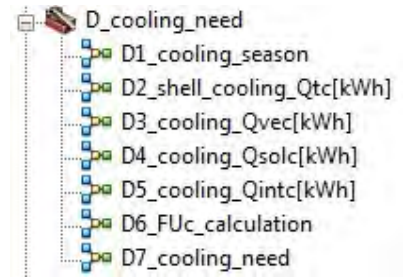 D_cooling_need
D1_cooling_season
D2_shell_cooling_Qtc[kWh]
D3_cooling_Qvec[kWh]
D4_cooling_Qsolc[kWh]
D5_cooling_Qintc[kWh]
D6_FUc_calculation
D7_cooling_need